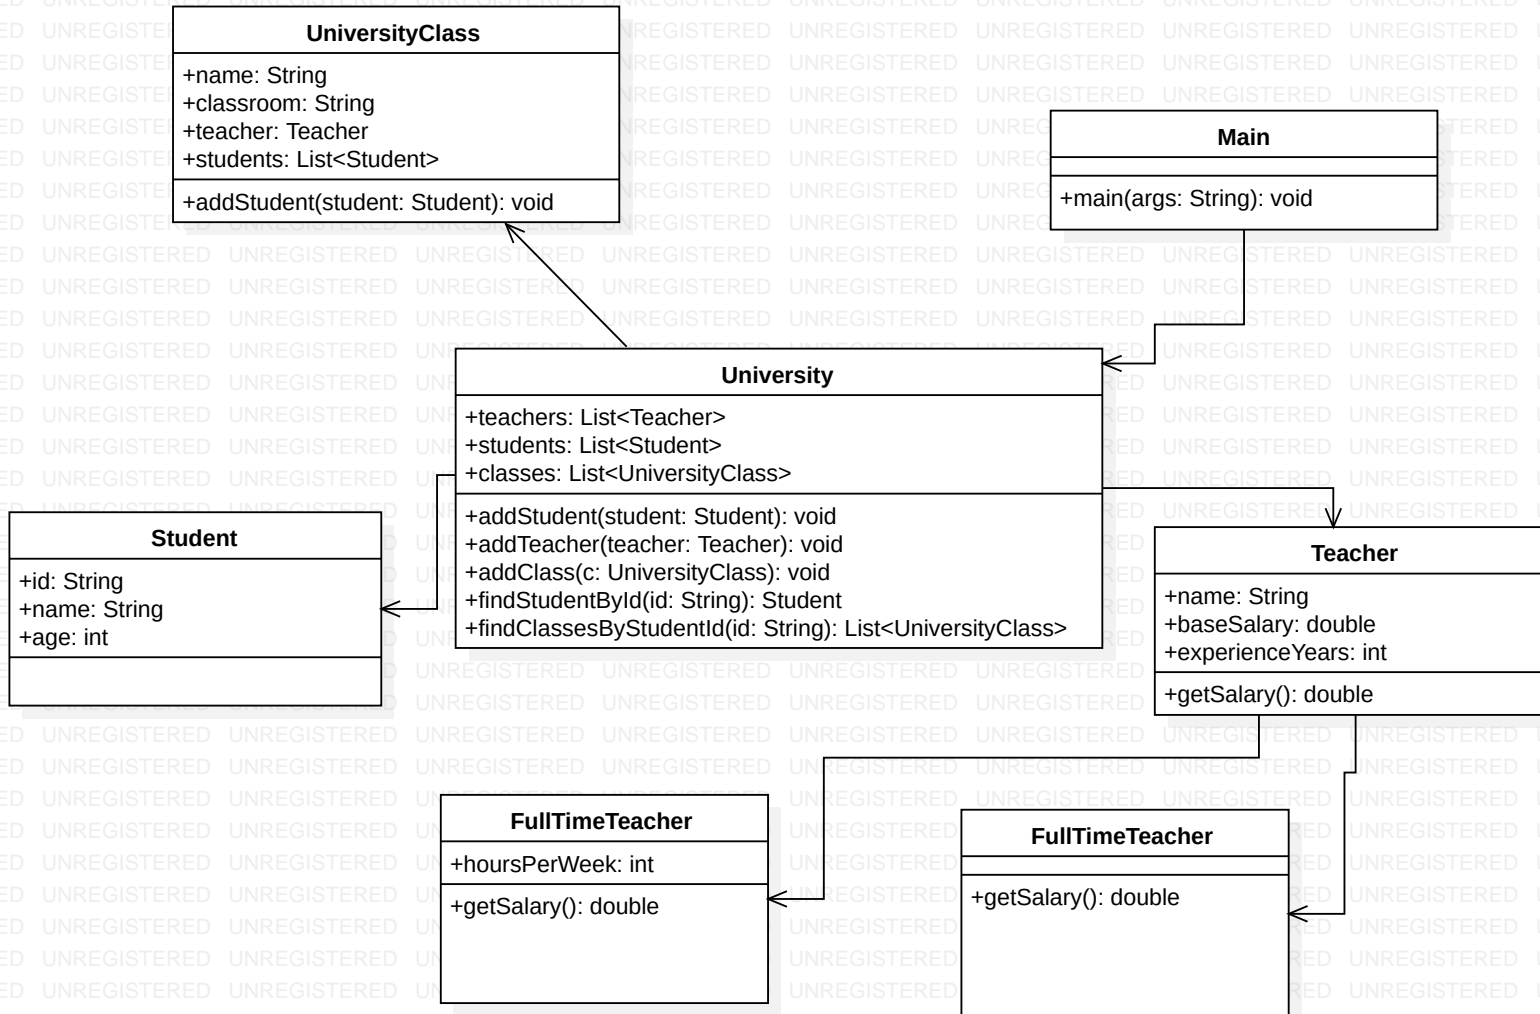 UniversityClass
+name: String
+classroom: String
+teacher: Teacher
+students: List<Student>
+addStudent(student: Student): void
Main
+main(args: String): void
University
+teachers: List<Teacher>
+students: List<Student>
+classes: List<UniversityClass>
+addStudent(student: Student): void
+addTeacher(teacher: Teacher): void
+addClass(c: UniversityClass): void
+findStudentById(id: String): Student
+findClassesByStudentId(id: String): List<UniversityClass>
Student
+id: String
+name: String
+age: int
Teacher
+name: String
+baseSalary: double
+experienceYears: int
+getSalary(): double
FullTimeTeacher
+hoursPerWeek: int
+getSalary(): double
FullTimeTeacher
+getSalary(): double
UNREGISTERED